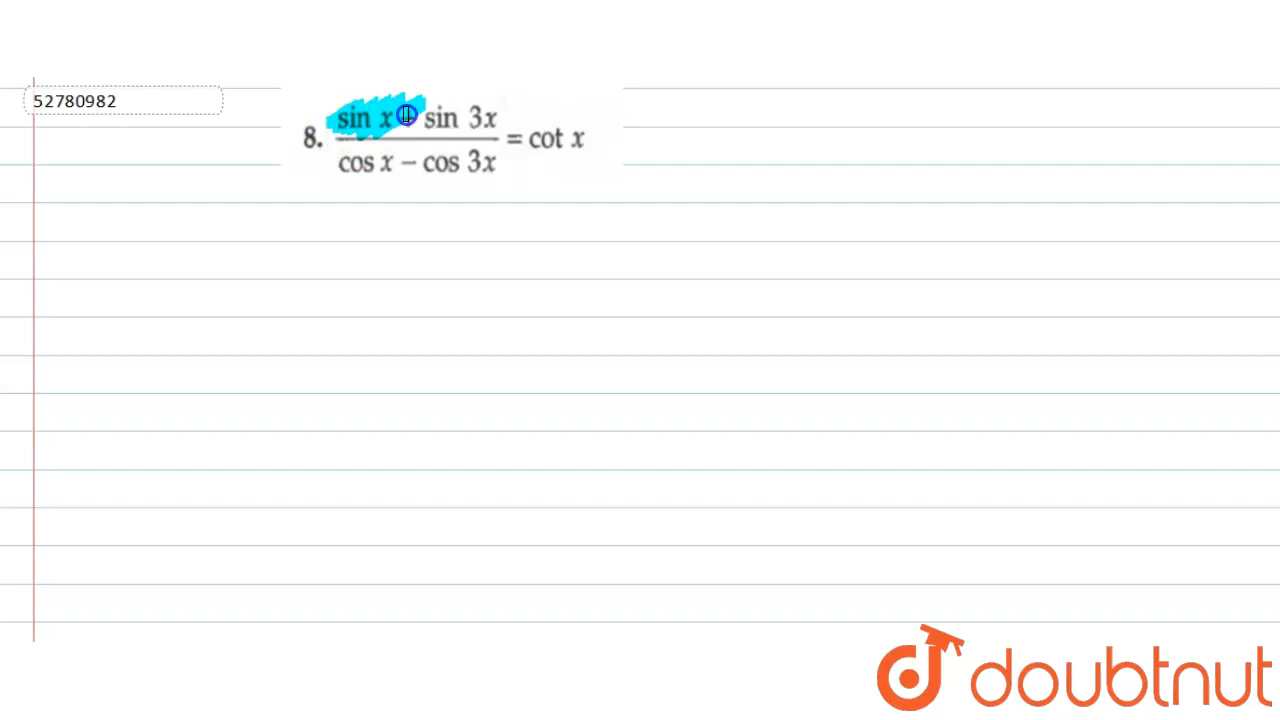 52780982
sin x + sin 3x
8. = cot x
cos x − cos 3x
doubtnut